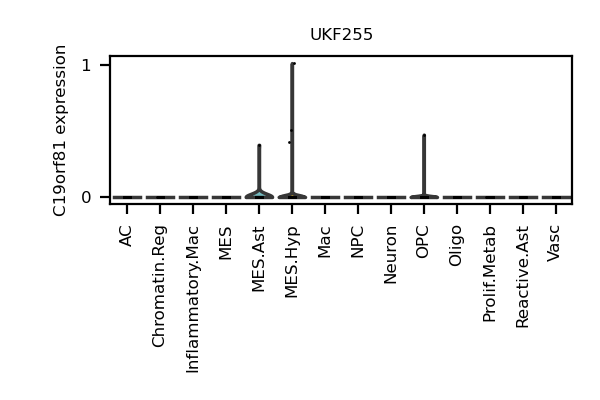 UKF255
C19orf81 expression
1
0
AC
Chromatin.Reg
Inflammatory.Mac
MES
MES.Ast
MES.Hyp
Mac
NPC
Neuron
OPC
Oligo
Prolif.Metab
Reactive.Ast
Vasc